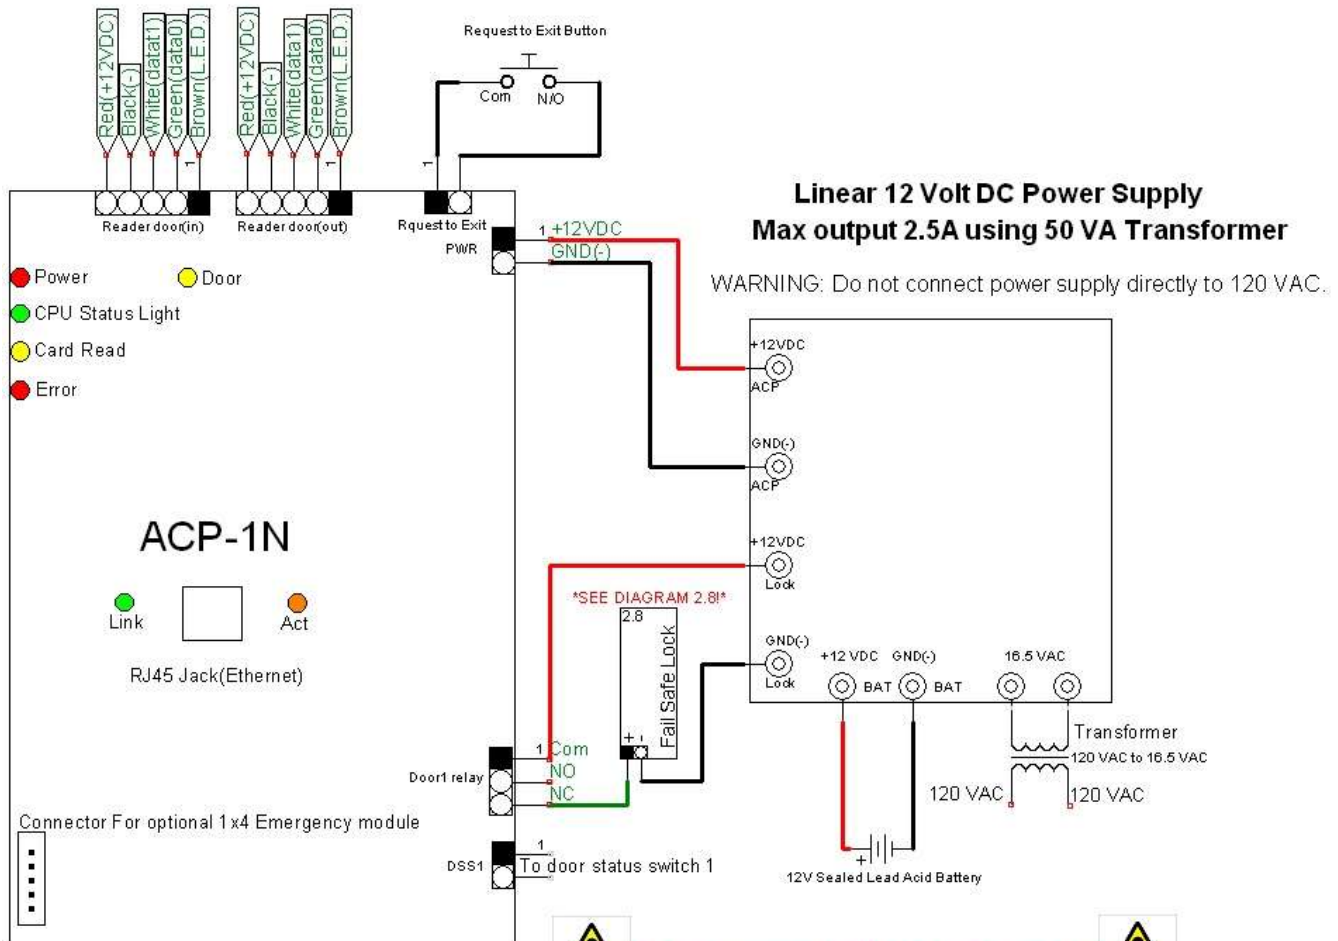 Red(+12VDC)
Black(-)
White(datat1)
Green(data0)
Brown(L.E.D.)
Red(+12VDC)
Black(-)
White(datat1)
Green(data0)
Brown(L.E.D.)
1
1
1
Request to Exit Button
Com
N/O
Reader door(in)
Reader door(out)
Rquest to Exit
PWR
1
+12VDC
GND(-)
Linear 12 Volt DC Power Supply
Max output 2.5A using 50 VA Transformer
WARNING: Do not connect power supply directly to 120 VAC.
Power
Door
CPU Status Light
Card Read
Error
+12VDC
ACP
GND(-)
ACP
+12VDC
Lock
GND(-)
Lock
ACP-1N
Link
Act
RJ45 Jack(Ethernet)
*SEE DIAGRAM 2.8!*
2.8
Fail Safe Lock
+ -
+12 VDC
GND(-)
16.5 VAC
BAT
BAT
Transformer
120 VAC to 16.5 VAC
120 VAC
120 VAC
Door1 relay
1
Com
NO
NC
Connector For optional 1x4 Emergency module
DSS1
1
To door status switch 1
+
12V Sealed Lead Acid Battery